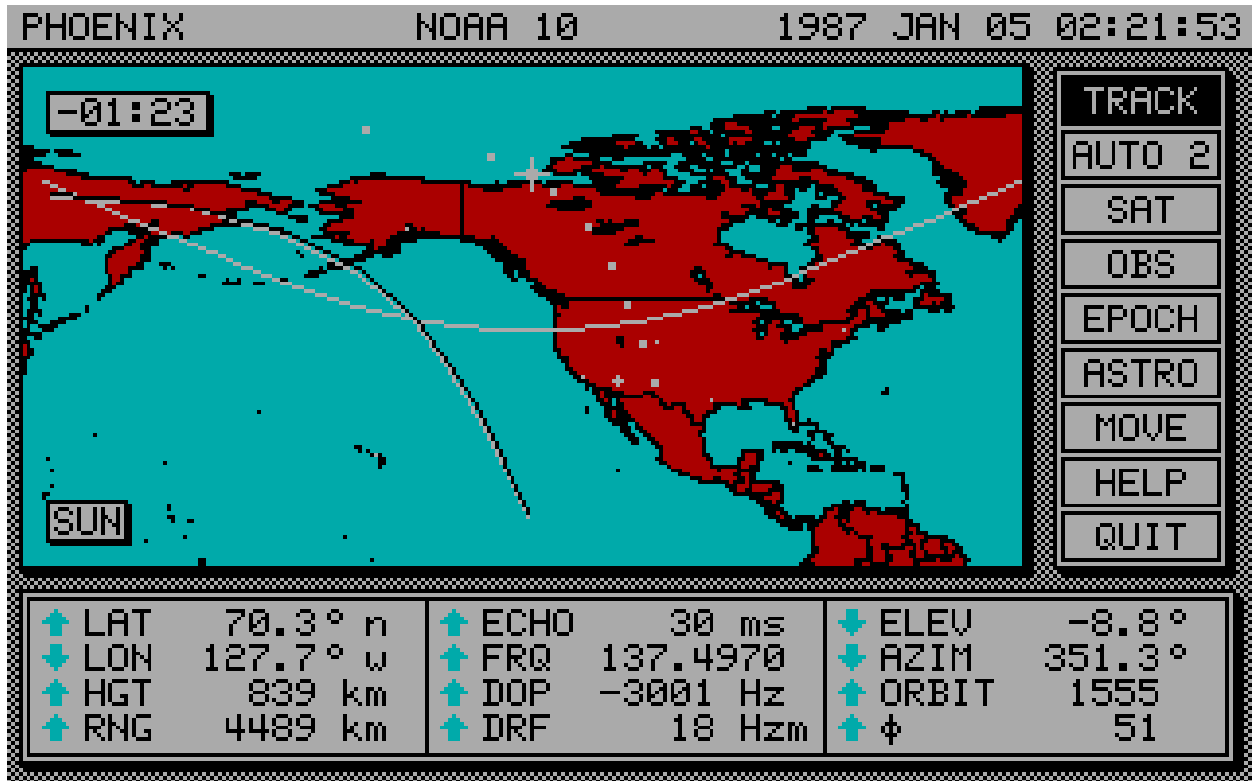 PHOENIX NOAA 10 1987 JAN 05 02:21:53
-01:23
SUN
TRACK
AUTO 2
SAT
OBS
EPOCH
ASTRO
MOVE
HELP
QUIT
LAT 70.3° n
LON 127.7° w
HGT 839 km
RNG 4489 km
ECHO 30 ms
FRQ 137.4970
DOP -3001 Hz
DRF 18 Hzm
ELEV -8.8°
AZIM 351.3°
ORBIT 1555
ϕ 51